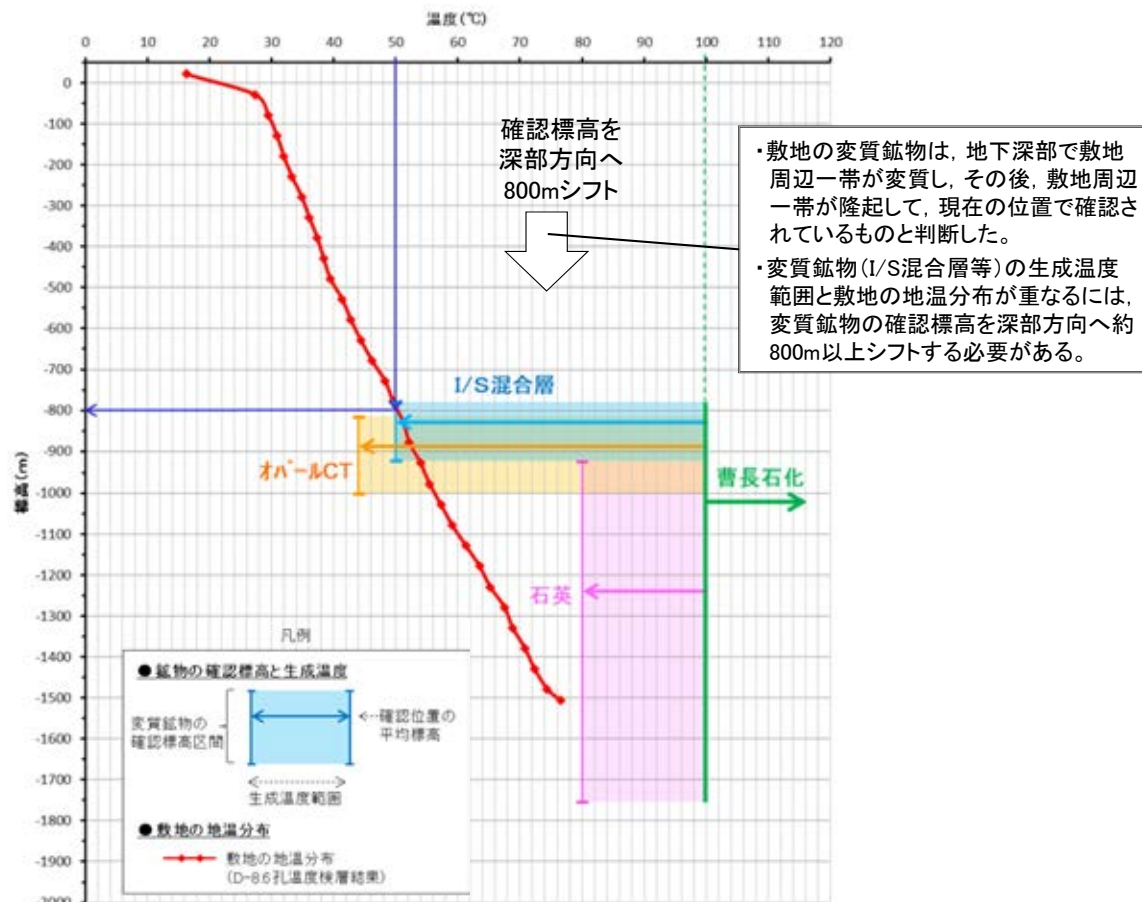 温度(℃)
0 10 20 30 40 50 60 70 80 90 100 110 120
0
-100
-200
-300
-400
-500
-600
-700
-800
-900
-1000
-1100
-1200
-1300
-1400
-1500
-1600
-1700
-1800
-1900
-2000
標高(m)
確認標高を
深部方向へ
800mシフト
・敷地の変質鉱物は，地下深部で敷地
周辺一帯が変質し，その後，敷地周辺
一帯が隆起して，現在の位置で確認さ
れているものと判断した。
・変質鉱物(I/S混合層等)の生成温度
範囲と敷地の地温分布が重なるには，
変質鉱物の確認標高を深部方向へ約
800m以上シフトする必要がある。
I/S混合層
オパールCT
曹長石化
石英
凡例
●鉱物の確認標高と生成温度
変質鉱物の
確認標高区間
確認位置の
平均標高
生成温度範囲
●敷地の地温分布
敷地の地温分布
(D-8.6孔温度検層結果)